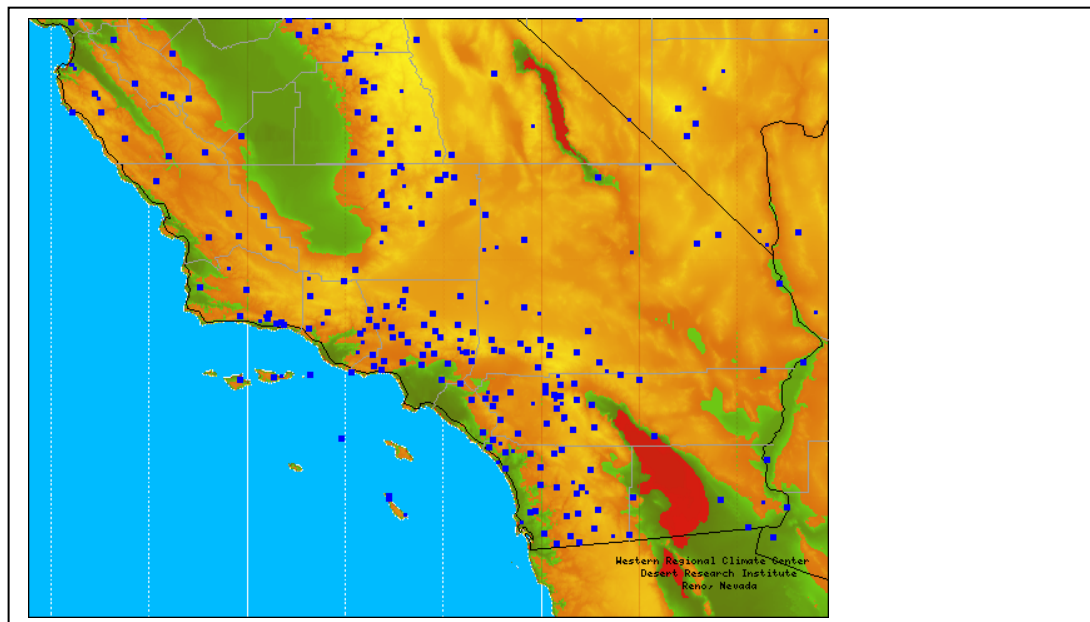 Western Regional Climate Center
Desert Research Institute
Reno, Nevada